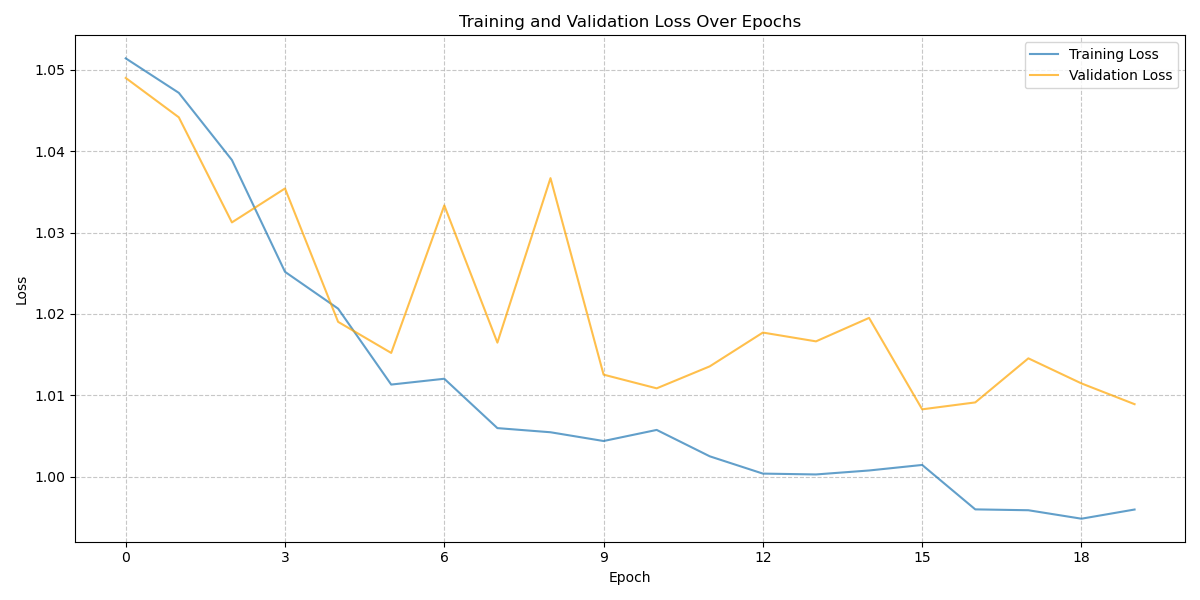 Training and Validation Loss Over Epochs
Training Loss
Validation Loss
1.05
1.04
1.03
1.02
1.01
1.00
Loss
0 3 6 9 12 15 18
Epoch